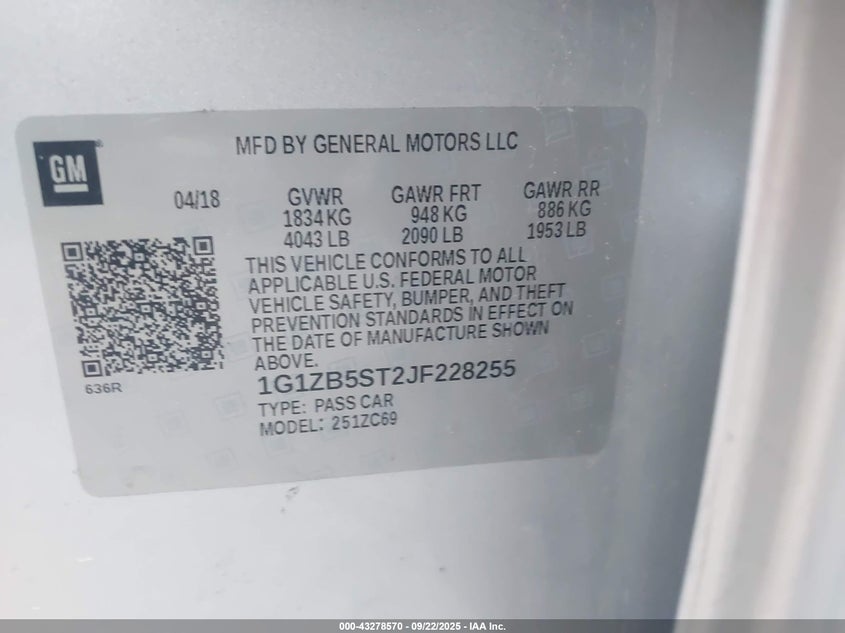 MFD BY GENERAL MOTORS LLC
GM
04/18
GVWR
1834 KG
4043 LB
GAWR FRT
948 KG
2090 LB
GAWR RR
886 KG
1953 LB
THIS VEHICLE CONFORMS TO ALL
APPLICABLE U.S. FEDERAL MOTOR
VEHICLE SAFETY, BUMPER, AND THEFT
PREVENTION STANDARDS IN EFFECT ON
THE DATE OF MANUFACTURE SHOWN
ABOVE.
636R
1G1ZB5ST2JF228255
TYPE: PASS CAR
MODEL: 251ZC69
000-43278570 - 09/22/2025 - IAA Inc.